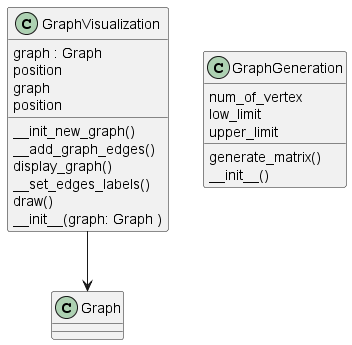 C GraphVisualization
graph : Graph
position
graph
position
__init_new_graph()
__add_graph_edges()
display_graph()
__set_edges_labels()
draw()
__init__(graph: Graph )
C GraphGeneration
num_of_vertex
low_limit
upper_limit
generate_matrix()
__init__()
C Graph